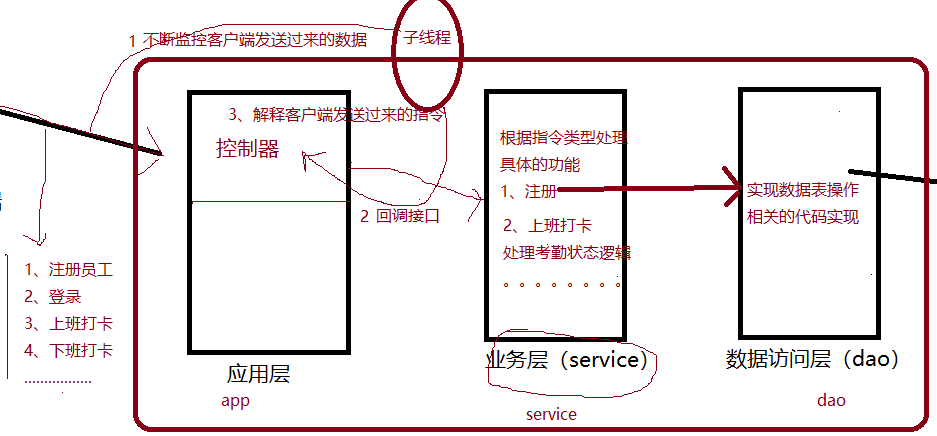 1 不断监控客户端发送过来的数据
子线程
3、解释客户端发送过来的指令
控制器
2 回调接口
根据指令类型处理
具体的功能
1、注册
2、上班打卡
处理考勤状态逻辑
。。。。。。。。
实现数据表操作
相关的代码实现
1、注册员工
2、登录
3、上班打卡
4、下班打卡
..................
应用层
app
业务层（service）
service
数据访问层（dao）
dao